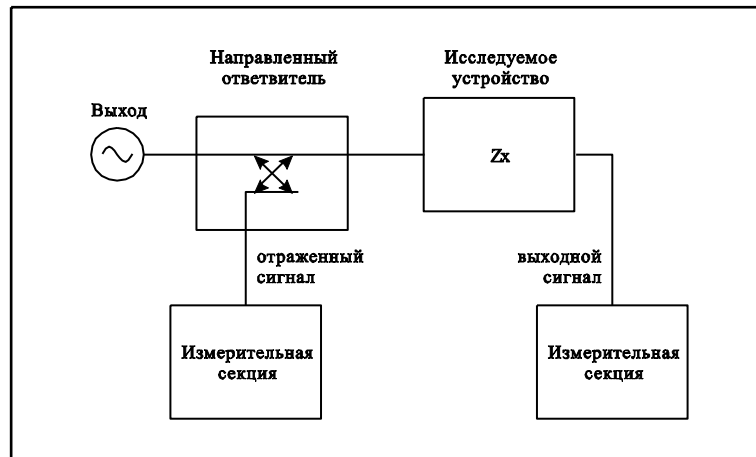 Направленный
ответвитель
Исследуемое
устройство
Выход
Zx
отраженный
сигнал
выходной
сигнал
Измерительная
секция
Измерительная
секция